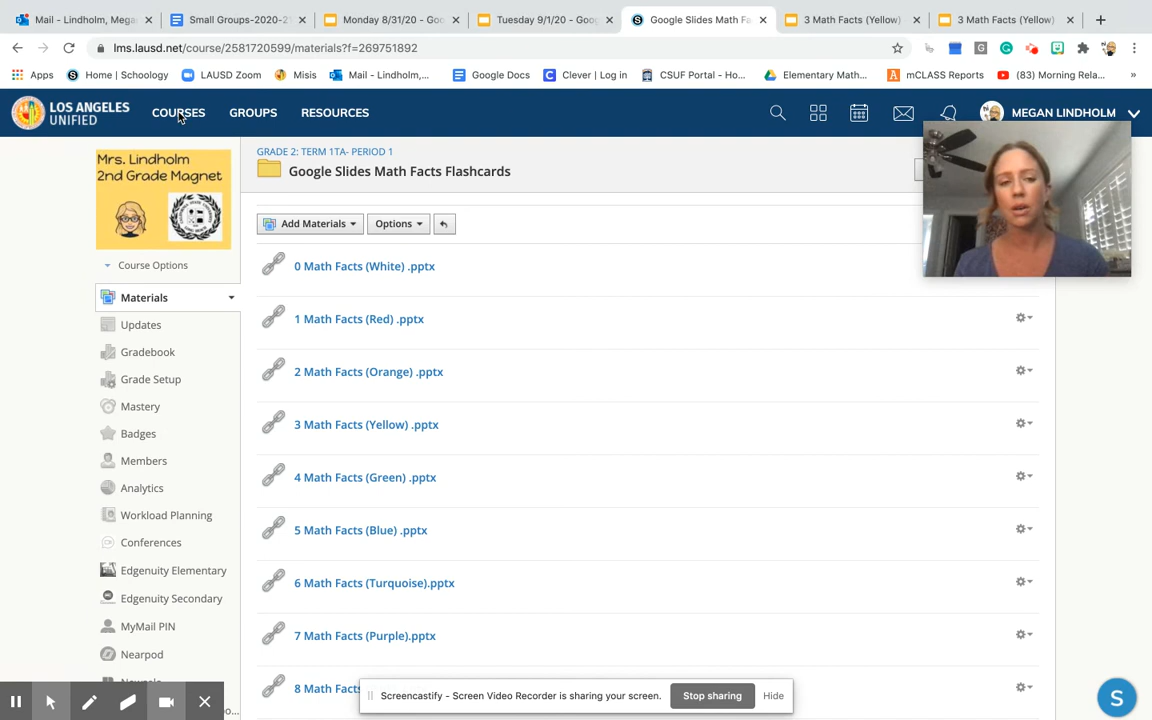 Mail - Lindholm, Mega
Small Groups-2020-2
Monday 8/31/20 - Goo
Tuesday 9/1/20 - Goog
Google Slides Math Fa
3 Math Facts (Yellow)
3 Math Facts (Yellow)
lms.lausd.net/course/2581720599/materials?f=269751892
Apps
Home | Schoology
LAUSD Zoom
Misis
Mail - Lindholm,...
Google Docs
Clever | Log in
CSUF Portal - Ho...
Elementary Math...
mCLASS Reports
(83) Morning Rela...
LOS ANGELES
UNIFIED
COURSES
GROUPS
RESOURCES
MEGAN LINDHOLM
Mrs. Lindholm
2nd Grade Magnet
GRADE 2: TERM 1TA- PERIOD 1
Google Slides Math Facts Flashcards
Add Materials
Options
Course Options
Materials
Updates
Gradebook
Grade Setup
Mastery
Badges
Members
Analytics
Workload Planning
Conferences
Edgenuity Elementary
Edgenuity Secondary
MyMail PIN
Nearpod
0 Math Facts (White) .pptx
1 Math Facts (Red) .pptx
2 Math Facts (Orange) .pptx
3 Math Facts (Yellow) .pptx
4 Math Facts (Green) .pptx
5 Math Facts (Blue) .pptx
6 Math Facts (Turquoise).pptx
7 Math Facts (Purple).pptx
8 Math Facts
Screencastify - Screen Video Recorder is sharing your screen.
Stop sharing
Hide
S